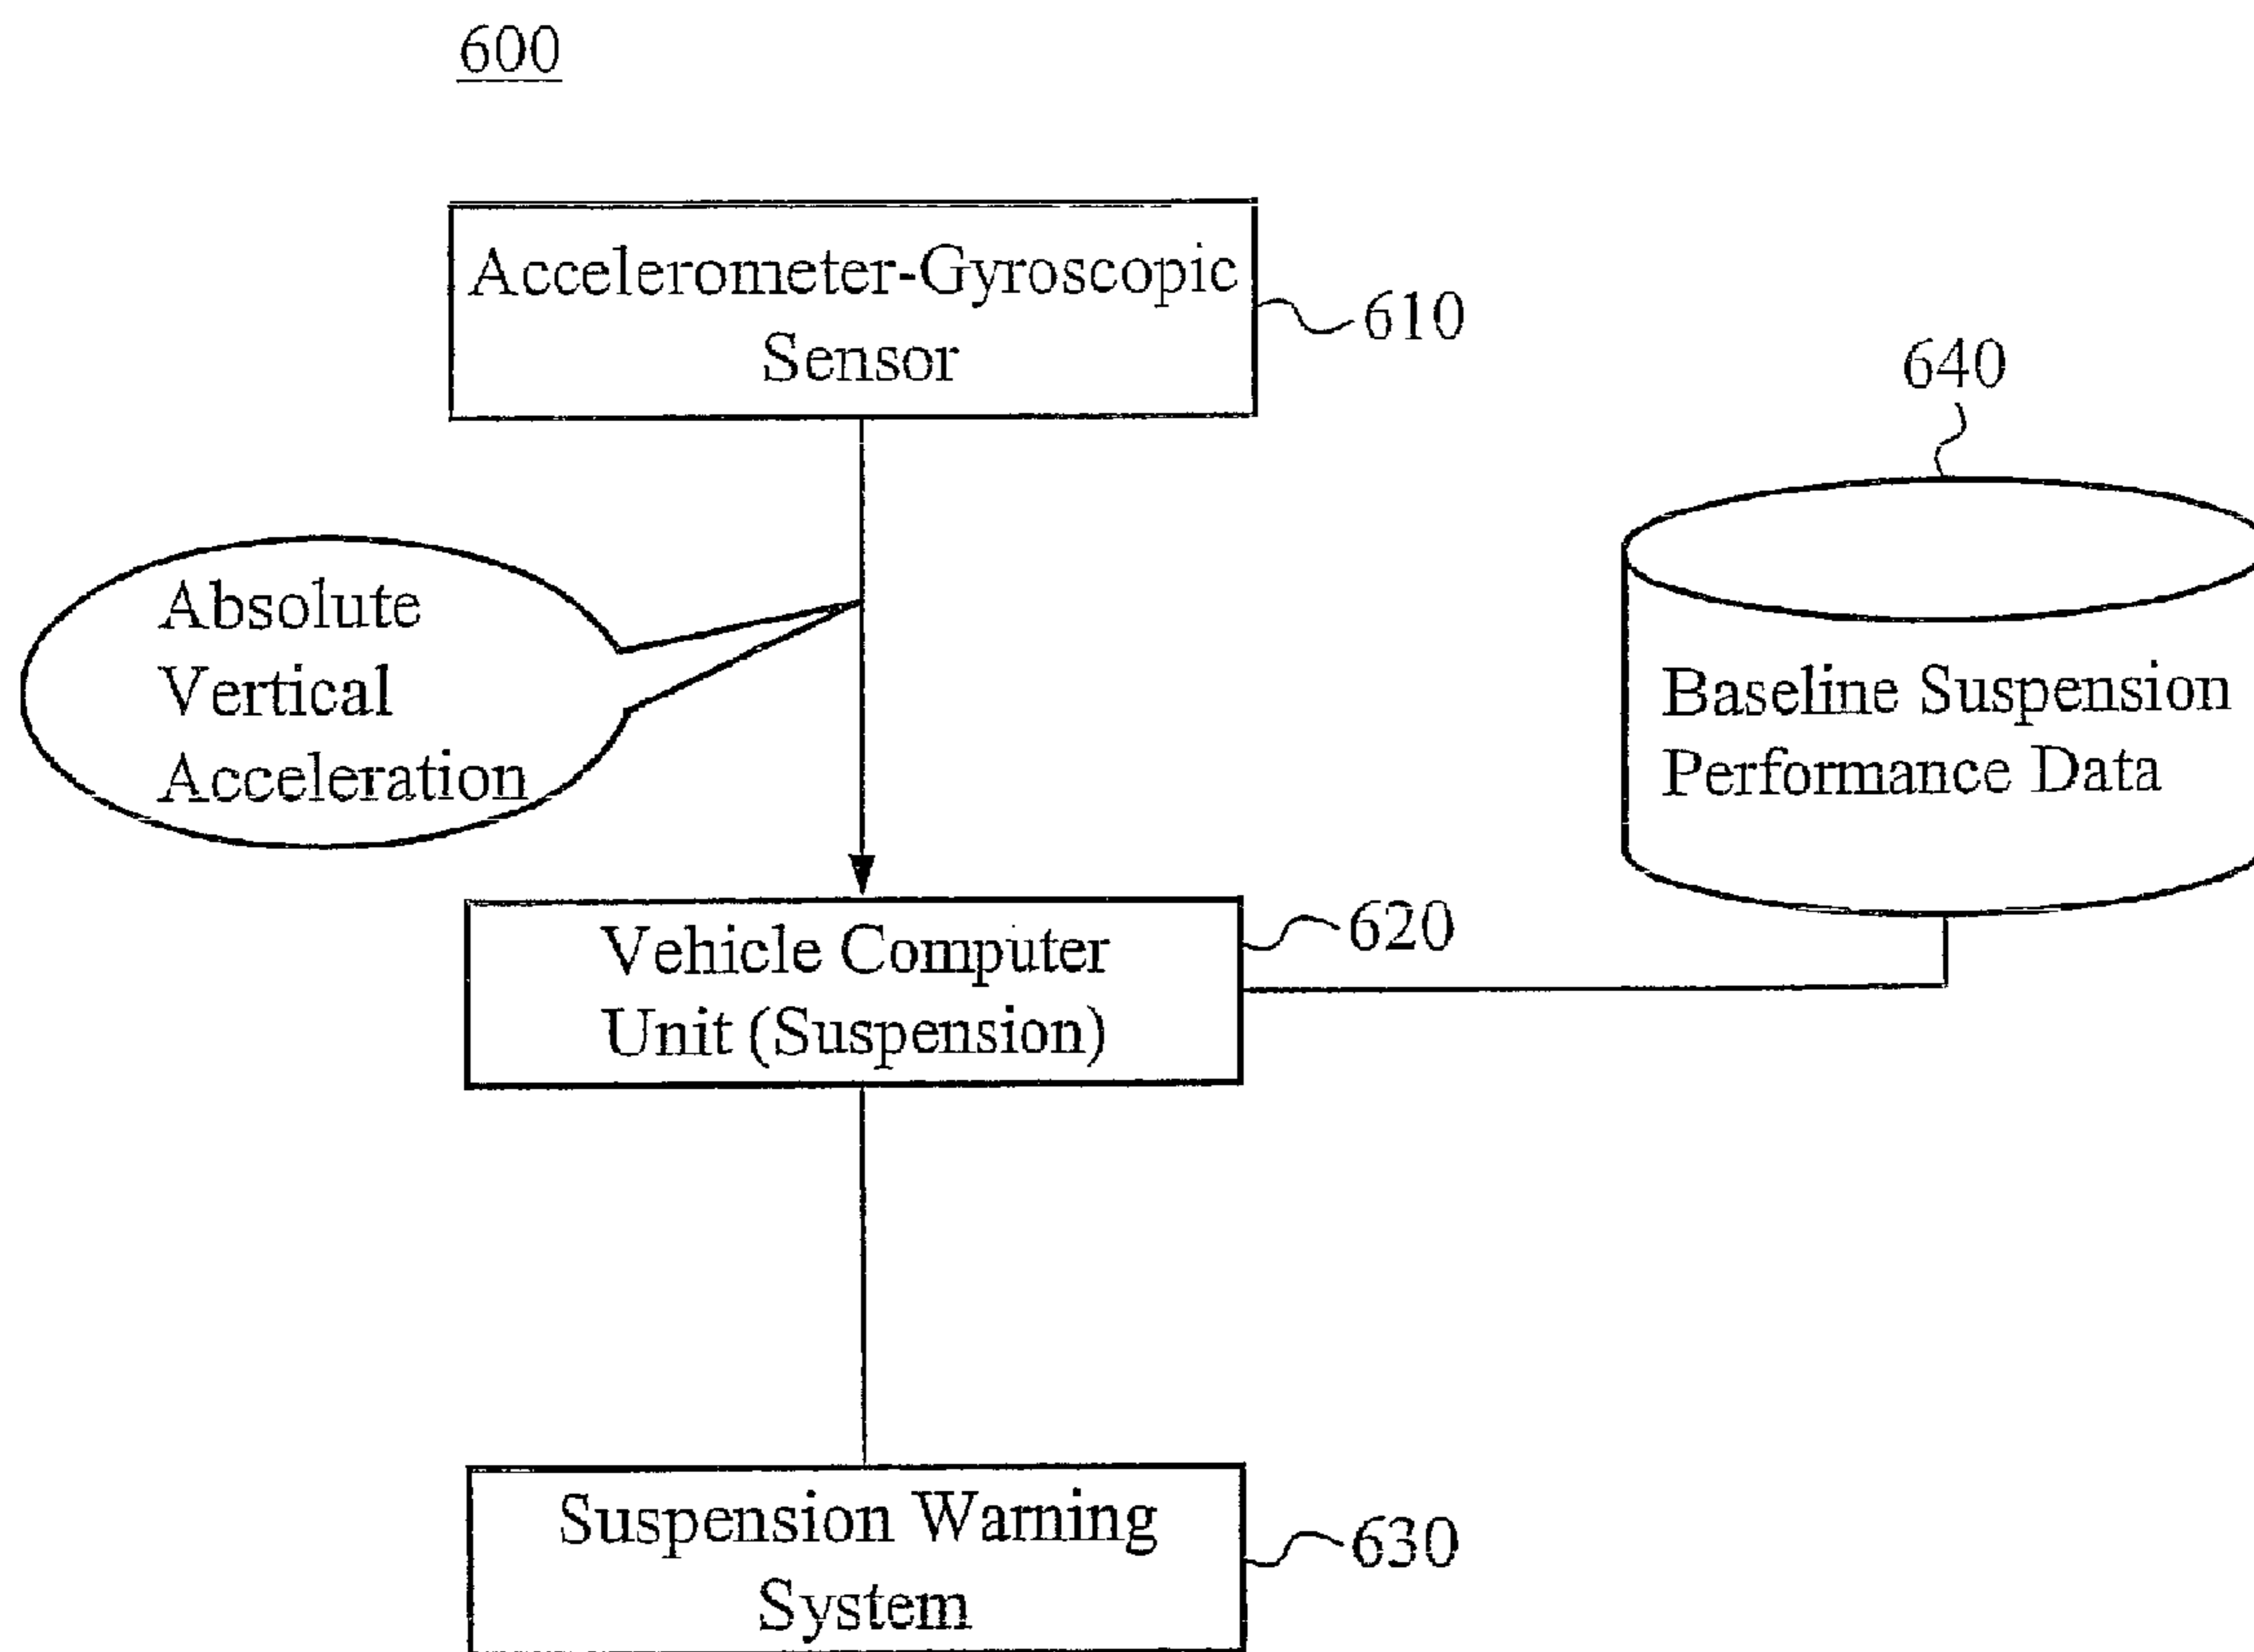 600
Accelerometer-Gyroscopic
Sensor
610
640
Absolute
Vertical
Acceleration
Baseline Suspension
Performance Data
Vehicle Computer
Unit (Suspension)
620
Suspension Warning
System
630